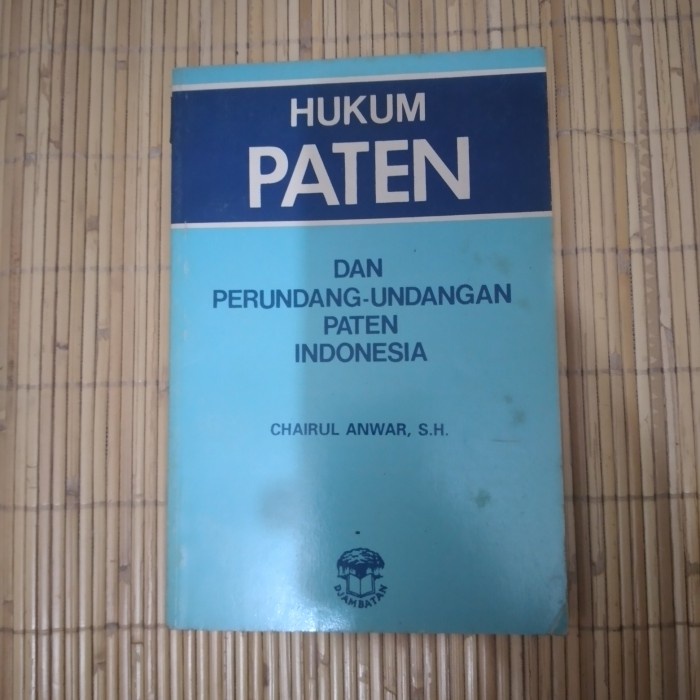 HUKUM
PATEN
DAN
PERUNDANG-UNDANGAN
PATEN
INDONESIA
CHAIRUL ANWAR, S.H.
DJAMBATAN